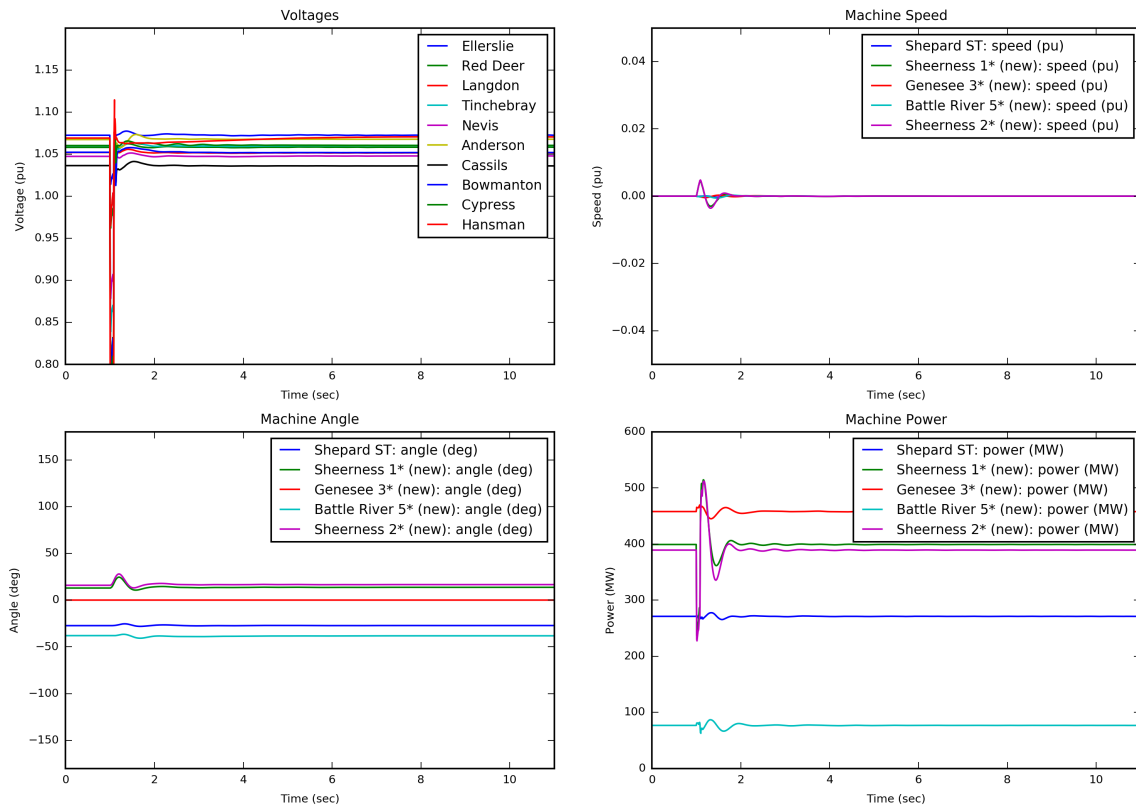 Voltages
1.15
1.10
1.05
1.00
0.95
0.90
0.85
0.80
Voltage (pu)
0 2 4 6 8 10
Time (sec)
Ellerslie
Red Deer
Langdon
Tinchebray
Nevis
Anderson
Cassils
Bowmanton
Cypress
Hansman
Machine Speed
0.04
0.02
0.00
−0.02
−0.04
Speed (pu)
0 2 4 6 8 10
Time (sec)
Shepard ST: speed (pu)
Sheerness 1* (new): speed (pu)
Genesee 3* (new): speed (pu)
Battle River 5* (new): speed (pu)
Sheerness 2* (new): speed (pu)
Machine Angle
150
100
50
0
−50
−100
−150
Angle (deg)
0 2 4 6 8 10
Time (sec)
Shepard ST: angle (deg)
Sheerness 1* (new): angle (deg)
Genesee 3* (new): angle (deg)
Battle River 5* (new): angle (deg)
Sheerness 2* (new): angle (deg)
Machine Power
600
500
400
300
200
100
0
Power (MW)
0 2 4 6 8 10
Time (sec)
Shepard ST: power (MW)
Sheerness 1* (new): power (MW)
Genesee 3* (new): power (MW)
Battle River 5* (new): power (MW)
Sheerness 2* (new): power (MW)